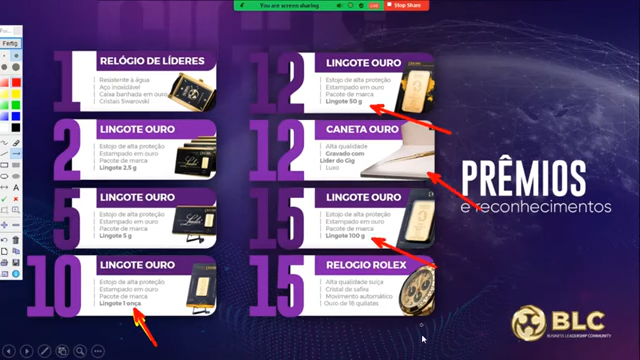 You are screen sharing
Stop Share
Fertig
1
RELÓGIO DE LÍDERES
Resistente à água
Aço inoxidável
Caixa banhada em ouro
Cristais Swarovski
2
LINGOTE OURO
Estojo de alta proteção
Estampado em ouro
Pacote de marca
Lingote 2,5 g
5
LINGOTE OURO
Estojo de alta proteção
Estampado em ouro
Pacote de marca
Lingote 5 g
10
LINGOTE OURO
Estojo de alta proteção
Estampado em ouro
Pacote de marca
Lingote 1 onça
12
LINGOTE OURO
Estojo de alta proteção
Estampado em ouro
Pacote de marca
Lingote 50 g
12
CANETA OURO
Alta qualidade
Gravado com
Líder do Gig
Luxo
15
LINGOTE OURO
Estojo de alta proteção
Estampado em ouro
Pacote de marca
Lingote 100 g
15
RELOGIO ROLEX
Alta qualidade suíça
Cristal de safira
Movimento automático
Ouro de 18 quilates
PRÊMIOS
e reconhecimentos
BLC
BUSINESS LEADERSHIP COMMUNITY